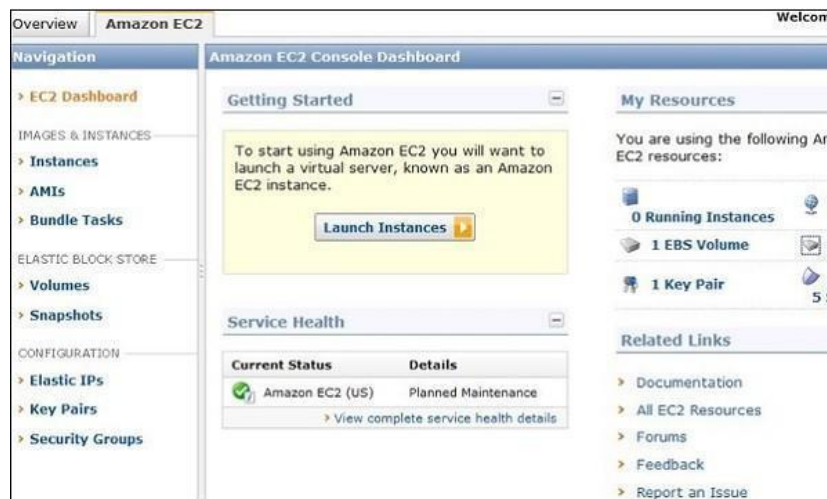 Overview
Amazon EC2
Navigation
> EC2 Dashboard
IMAGES & INSTANCES
> Instances
> AMIs
> Bundle Tasks
ELASTIC BLOCK STORE
> Volumes
> Snapshots
CONFIGURATION
> Elastic IPs
> Key Pairs
> Security Groups
Amazon EC2 Console Dashboard
Getting Started
To start using Amazon EC2 you will want to
launch a virtual server, known as an Amazon
EC2 instance.
Launch Instances
Service Health
Current Status Details
Amazon EC2 (US) Planned Maintenance
> View complete service health details
My Resources
You are using the following
EC2 resources:
0 Running Instances
1 EBS Volume
1 Key Pair
5
Related Links
> Documentation
> All EC2 Resources
> Forums
> Feedback
> Report an Issue